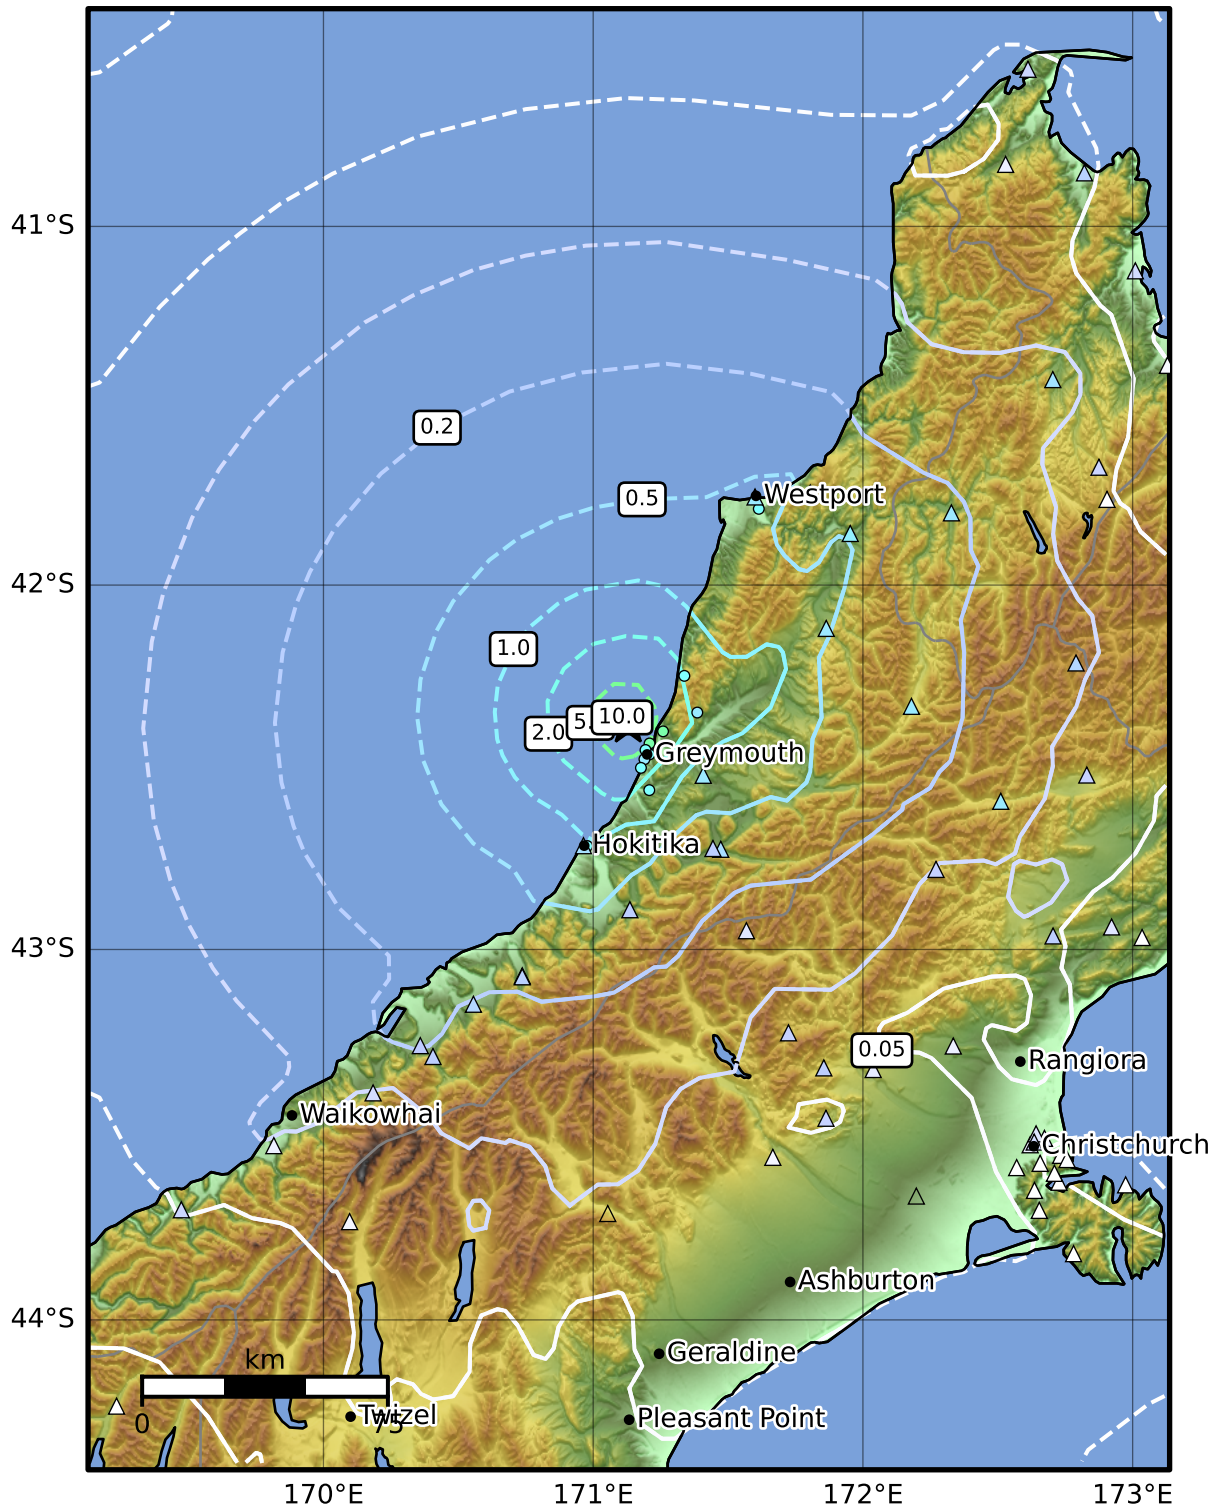 41°S
0.2
0.5
Westport
42°S
1.0
10.0
5.
2.0
Greymouth
Hokitika
43°S
0.05
Rangiora
Waikowhai
Christchurch
Ashburton
44°S
Geraldine
km
0 75
Twizel
Pleasant Point
170°E 171°E 172°E 173°E